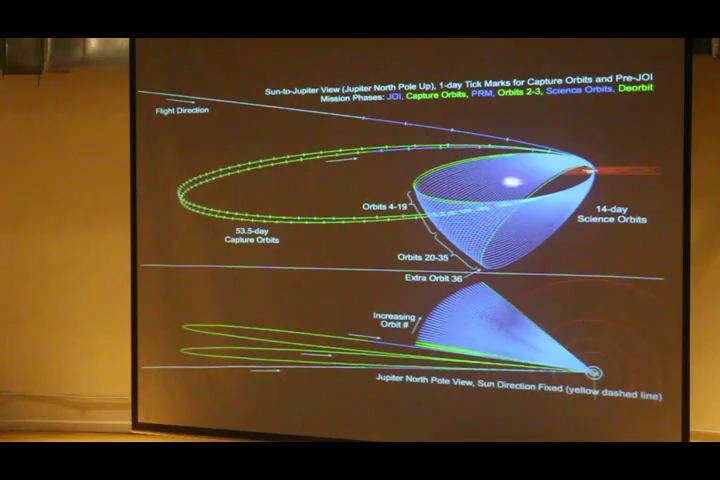 Sun-to-Jupiter View (Jupiter North Pole Up), 1-day Tick Marks for Capture Orbits and Pre-JOI
Mission Phases: JOI, Capture Orbits, PRM, Orbits 2-3, Science Orbits, Deorbit
Flight Direction
Orbits 4-19
14-day
Science Orbits
53.5-day
Capture Orbits
Orbits 20-35
Extra Orbit 36
Increasing
Orbit #
Jupiter North Pole View, Sun Direction Fixed (yellow dashed line)